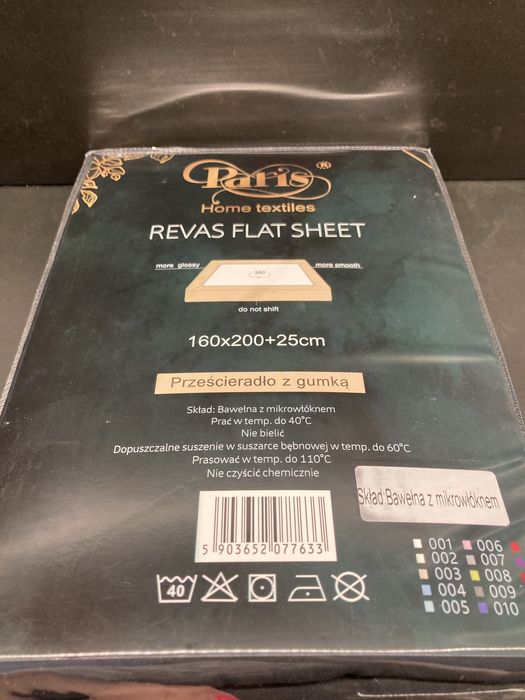 Paris®
Home textiles
REVAS FLAT SHEET
more glossy
more smooth
360°
do not shift
160x200+25cm
Prześcieradło z gumką
Skład: Bawełna z mikrowłóknem
Prać w temp. do 40°C
Nie bielić
Dopuszczalne suszenie w suszarce bębnowej w temp. do 60°C
Prasować w temp. do 110°C
Nie czyścić chemicznie
Skład:Bawełna z mikrowłóknem
5 903652 077633
40
001 006
002 007
003 008
004 009
005 010